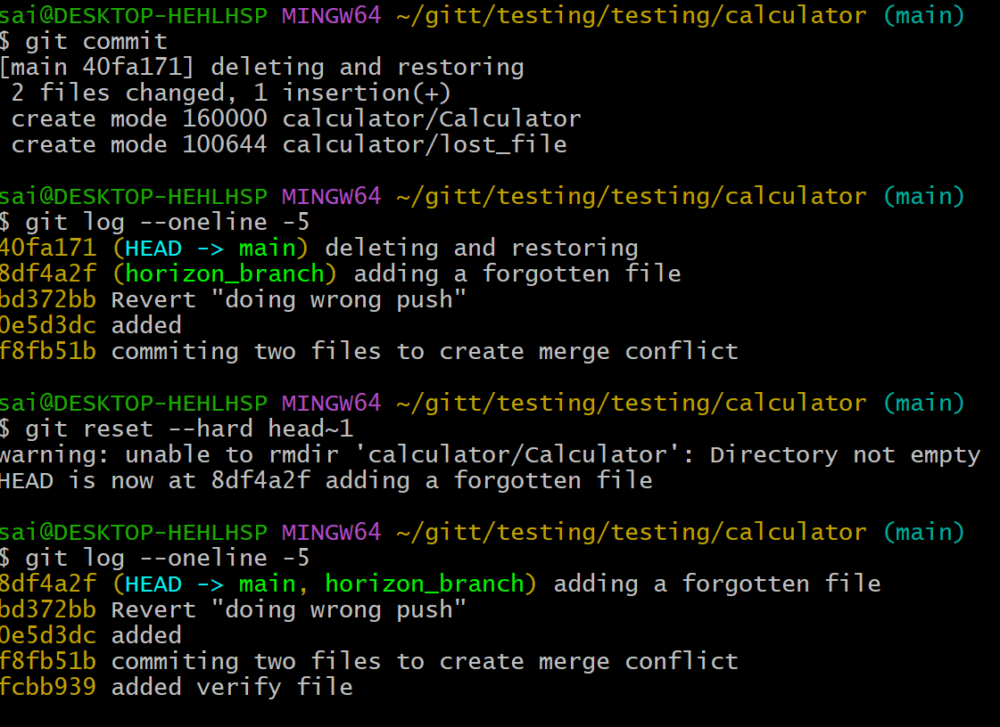 sai@DESKTOP-HEHLHSP MINGW64 ~/gitt/testing/testing/calculator (main)
$ git commit
[main 40fa171] deleting and restoring
 2 files changed, 1 insertion(+)
 create mode 160000 calculator/Calculator
 create mode 100644 calculator/lost_file
sai@DESKTOP-HEHLHSP MINGW64 ~/gitt/testing/testing/calculator (main)
$ git log --oneline -5
40fa171 (HEAD -> main) deleting and restoring
8df4a2f (horizon_branch) adding a forgotten file
bd372bb Revert "doing wrong push"
0e5d3dc added
f8fb51b commiting two files to create merge conflict
sai@DESKTOP-HEHLHSP MINGW64 ~/gitt/testing/testing/calculator (main)
$ git reset --hard head~1
warning: unable to rmdir 'calculator/Calculator': Directory not empty
HEAD is now at 8df4a2f adding a forgotten file
sai@DESKTOP-HEHLHSP MINGW64 ~/gitt/testing/testing/calculator (main)
$ git log --oneline -5
8df4a2f (HEAD -> main, horizon_branch) adding a forgotten file
bd372bb Revert "doing wrong push"
0e5d3dc added
f8fb51b commiting two files to create merge conflict
fcbb939 added verify file